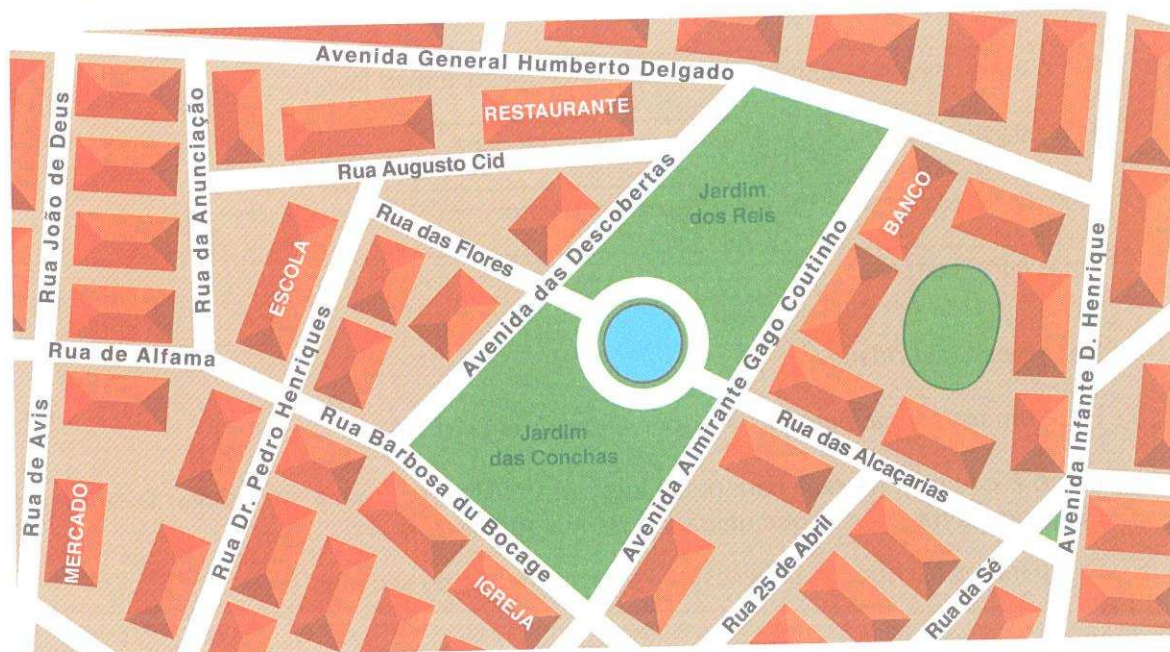 Avenida General Humberto Delgado
RESTAURANTE
Rua João de Deus
Rua da Anunciação
Rua Augusto Cid
Jardim
dos Reis
BANCO
Rua das Flores
Avenida das Descobertas
ESCOLA
Avenida Almirante Gago Coutinho
Avenida Infante D. Henrique
Rua de Alfama
Rua Dr. Pedro Henriques
Rua Barbosa du Bocage
Jardim
das Conchas
Rua das Alcaçarias
Rua de Avis
MERCADO
IGREJA
Rua 25 de Abril
Rua da Sé